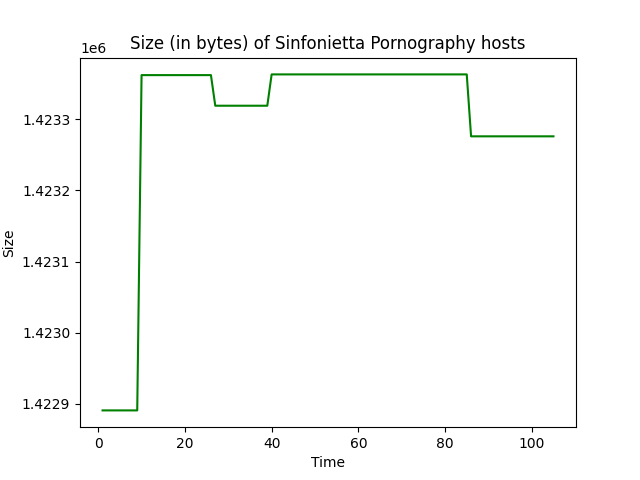 Size (in bytes) of Sinfonietta Pornography hosts
1e6
1.4233
1.4232
1.4231
1.4230
1.4229
Size
0 20 40 60 80 100
Time